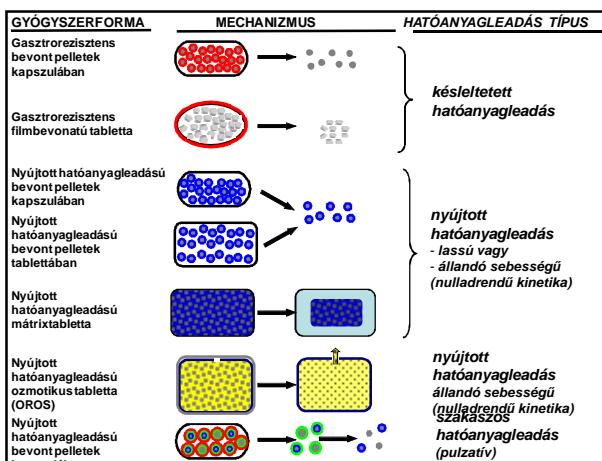 GYÓGYSZERFORMA MECHANIZMUS HATÓANYAGLEADÁS TÍPUS
Gasztrorezisztens
bevont pelletek
kapszulában
késleltetett
hatóanyagleadás
Gasztrorezisztens
filmbevonatú tabletta
Nyújtott hatóanyagleadású
bevont pelletek
kapszulában
Nyújtott
hatóanyagleadású
bevont pelletek
tablettában
nyújtott
hatóanyagleadás
- lassú vagy
- állandó sebességű
(nulladrendű kinetika)
Nyújtott
hatóanyagleadású
mátrixtabletta
Nyújtott
hatóanyagleadású
ozmotikus tabletta
(OROS)
nyújtott
hatóanyagleadás
állandó sebességű
(nulladrendű kinetika)
Nyújtott
hatóanyagleadású
bevont pelletek
szakaszos
hatóanyagleadás
(pulzatív)